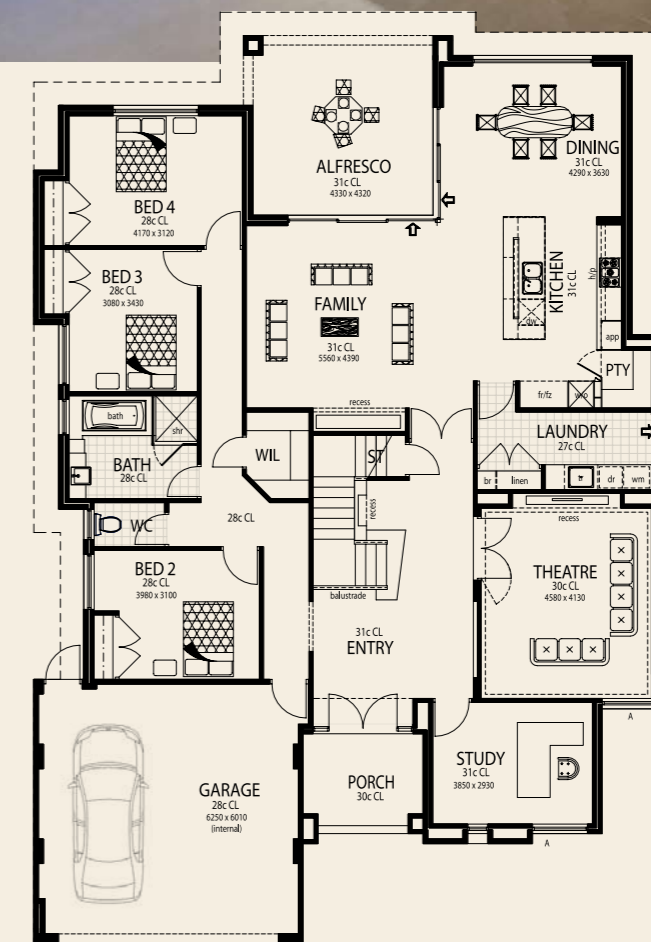 ALFRESCO
31c CL
4330 x 4320
DINING
31c CL
4290 x 3630
BED 4
28c CL
4170 x 3120
BED 3
28c CL
3080 x 3430
FAMILY
31c CL
5560 x 4390
KITCHEN
31c CL
h/p
dw
app
PTY
fr/fz
w/o
recess
LAUNDRY
27c CL
br
linen
tr
dr
wm
bath
shr
BATH
28c CL
WIL
ST
recess
WC
28c CL
recess
BED 2
28c CL
3980 x 3100
THEATRE
30c CL
4580 x 4130
balustrade
31c CL
ENTRY
A
STUDY
31c CL
3850 x 2930
PORCH
30c CL
GARAGE
28c CL
6250 x 6010
(internal)
A